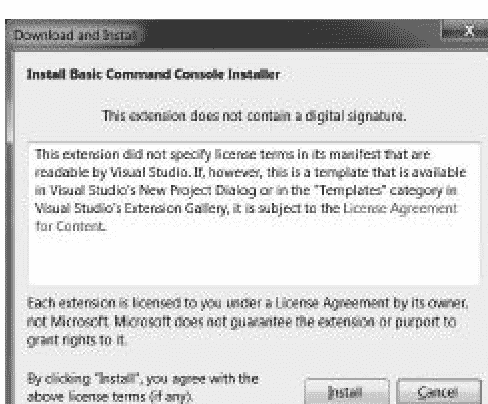 Download and Install
X
Install Basic Command Console Installer
This extension does not contain a digital signature.
This extension did not specify license terms in its manifest that are
readable by Visual Studio. If, however, this is a template that is available
in Visual Studio's New Project Dialog or in the "Templates" category in
Visual Studio's Extension Gallery, it is subject to the License Agreement
for Content.
Each extension is licensed to you under a License Agreement by its owner,
not Microsoft. Microsoft does not guarantee the extension or purport to
grant rights to it.
By clicking "Install", you agree with the
above license terms (if any).
Install
Cancel